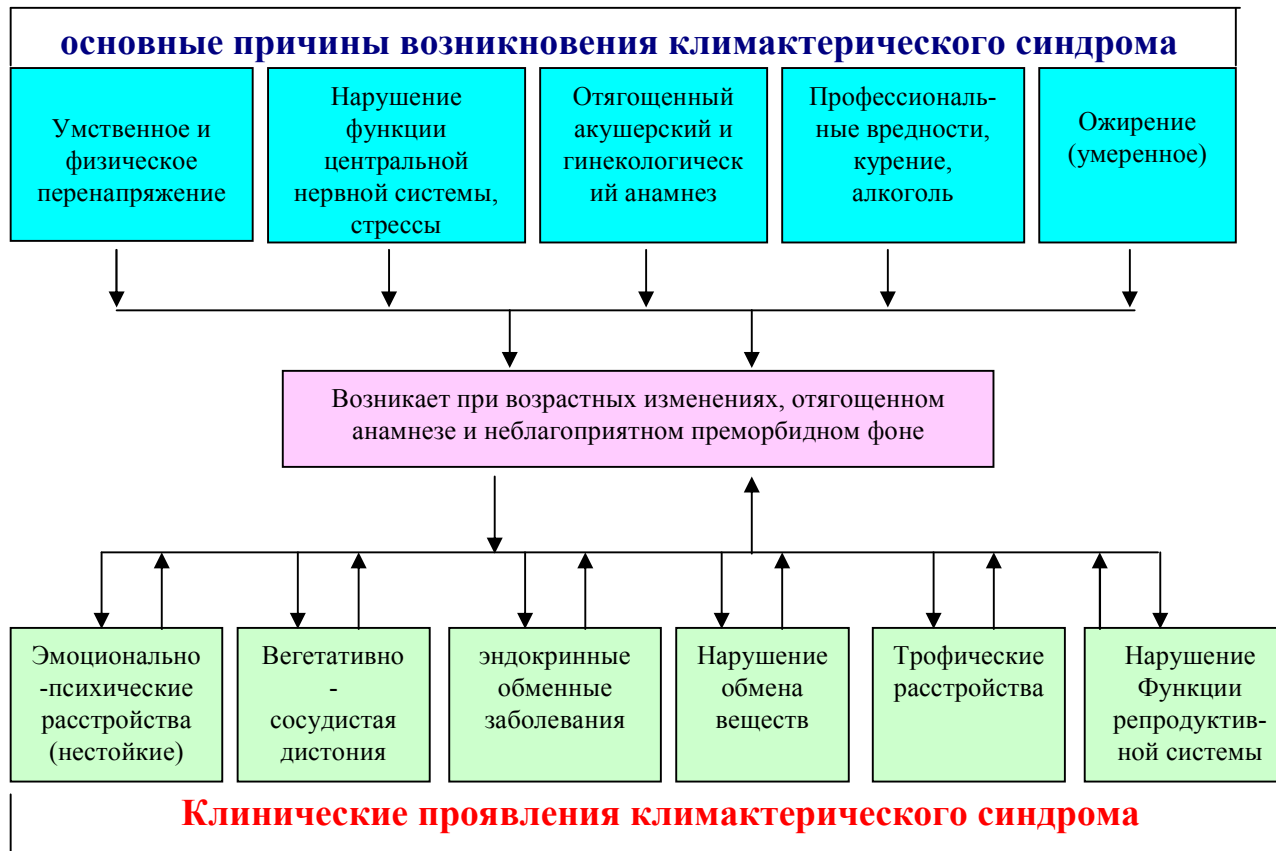 основные причины возникновения климактерического синдрома
Умственное и
физическое
перенапряжение
Нарушение
функции
центральной
нервной системы,
стрессы
Отягощенный
акушерский и
гинекологическ
ий анамнез
Профессиональ-
ные вредности,
курение,
алкоголь
Ожирение
(умеренное)
Возникает при возрастных изменениях, отягощенном
анамнезе и неблагоприятном преморбидном фоне
Эмоционально
-психические
расстройства
(нестойкие)
Вегетативно
-
сосудистая
дистония
эндокринные
обменные
заболевания
Нарушение
обмена
веществ
Трофические
расстройства
Нарушение
Функции
репродуктив-
ной системы
Клинические проявления климактерического синдрома